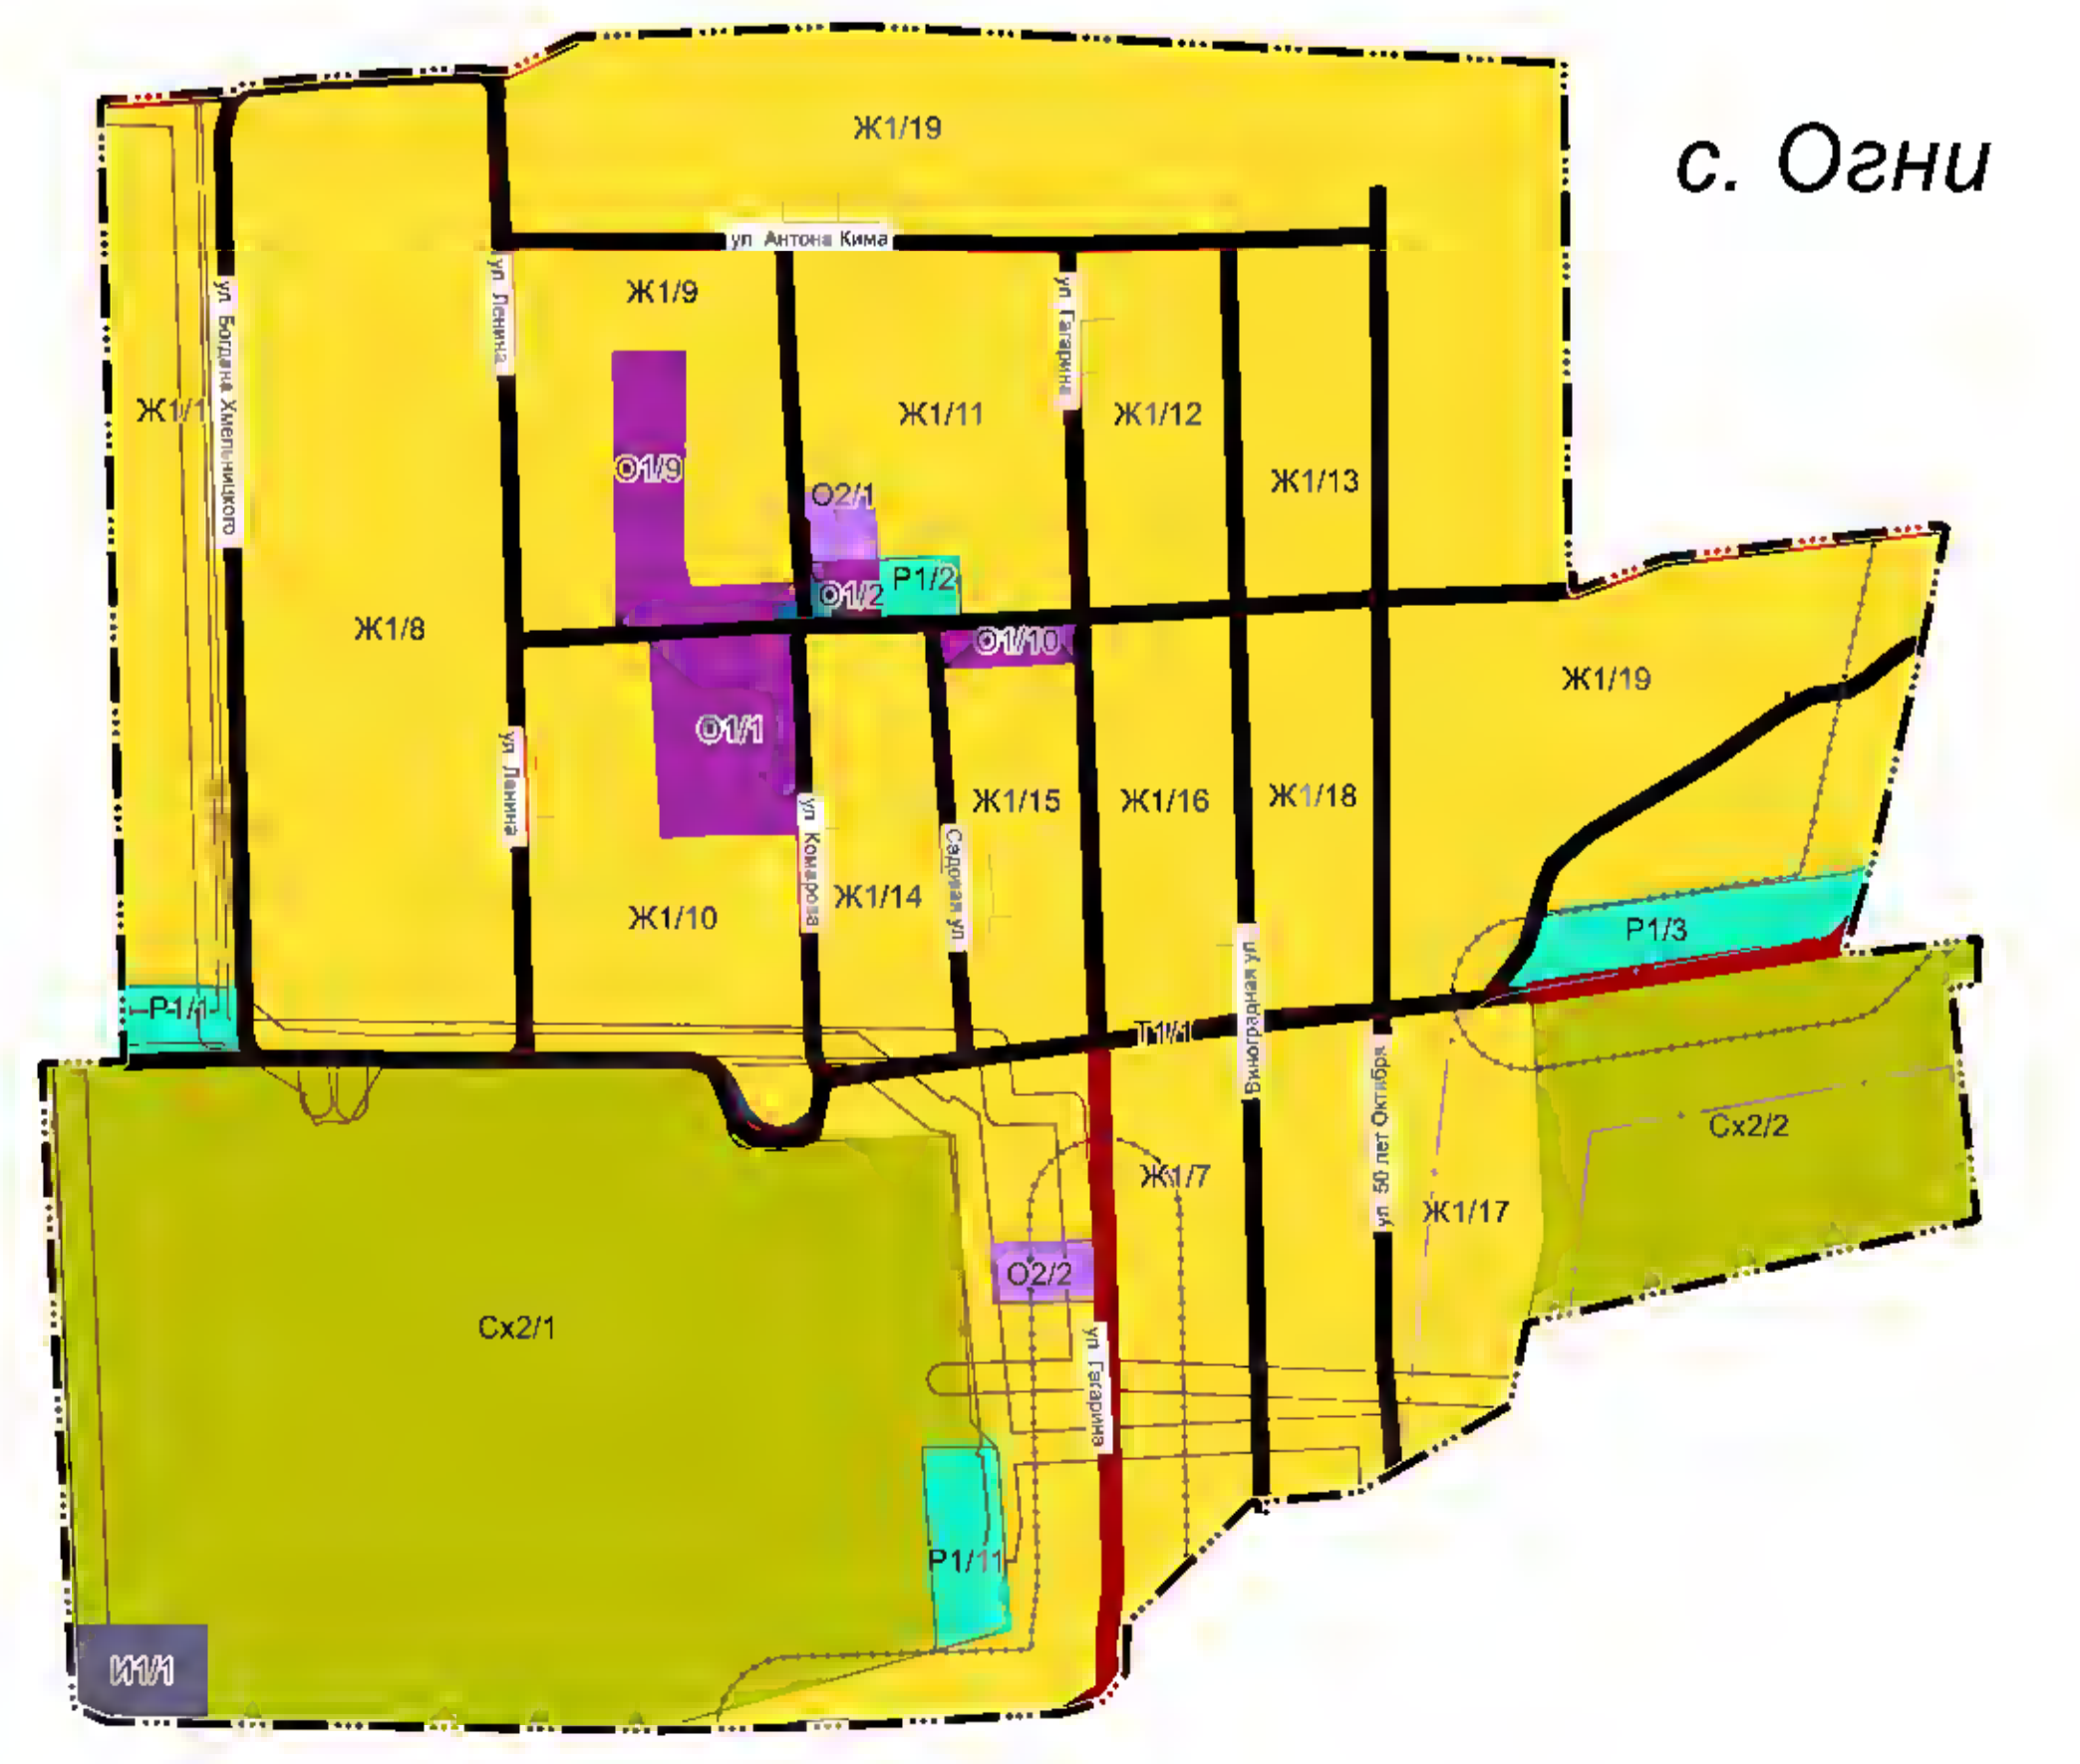 с. Огни
Ж1/19
ул Антона Кима
ул Богдана Хмельницкого
ул Ленина
Ж1/9
ул Гагарина
Ж1/1
Ж1/11
Ж1/12
О1/9
О2/1
Ж1/13
Р1/2
О1/2
Ж1/8
О1/10
Ж1/19
О1/1
ул Ленина
Ж1/15
Ж1/16
Ж1/18
ул Комарова
Садовая ул
Ж1/14
Ж1/10
Р1/3
Виноградная ул
Р1/1
Т1/1
ул 50 лет Октября
Сх2/2
Ж1/7
Ж1/17
О2/2
Сх2/1
ул Гагарина
Р1/11
И1/1